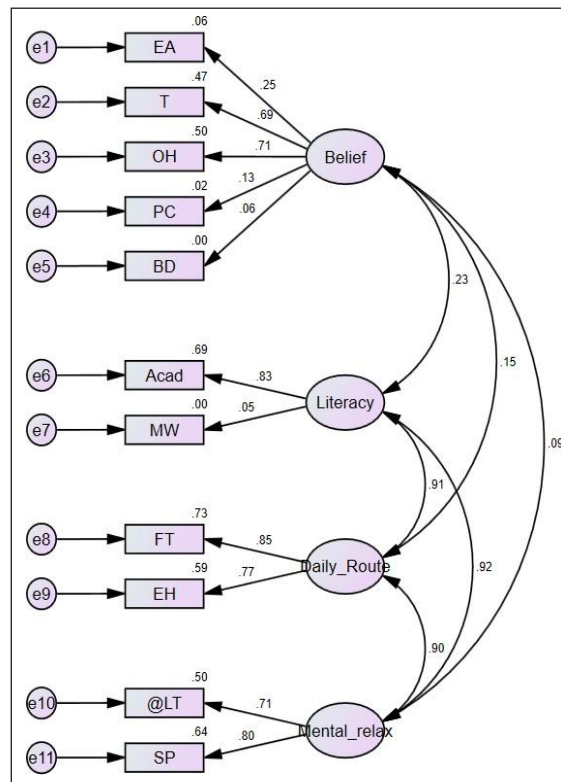 .06
e1 EA
.25
.47
e2 T
.69
.50
e3 OH .71 Belief
.02
.13
e4 PC
.06
.00
e5 BD
.23
.69
e6 Acad .83
.15
.00 Literacy
e7 MW .05
.09
.91
.73
e8 FT .85
.59 Daily_Route .92
e9 EH .77
.90
.50
e10 @LT .71
.64 Mental_relax
e11 SP .80